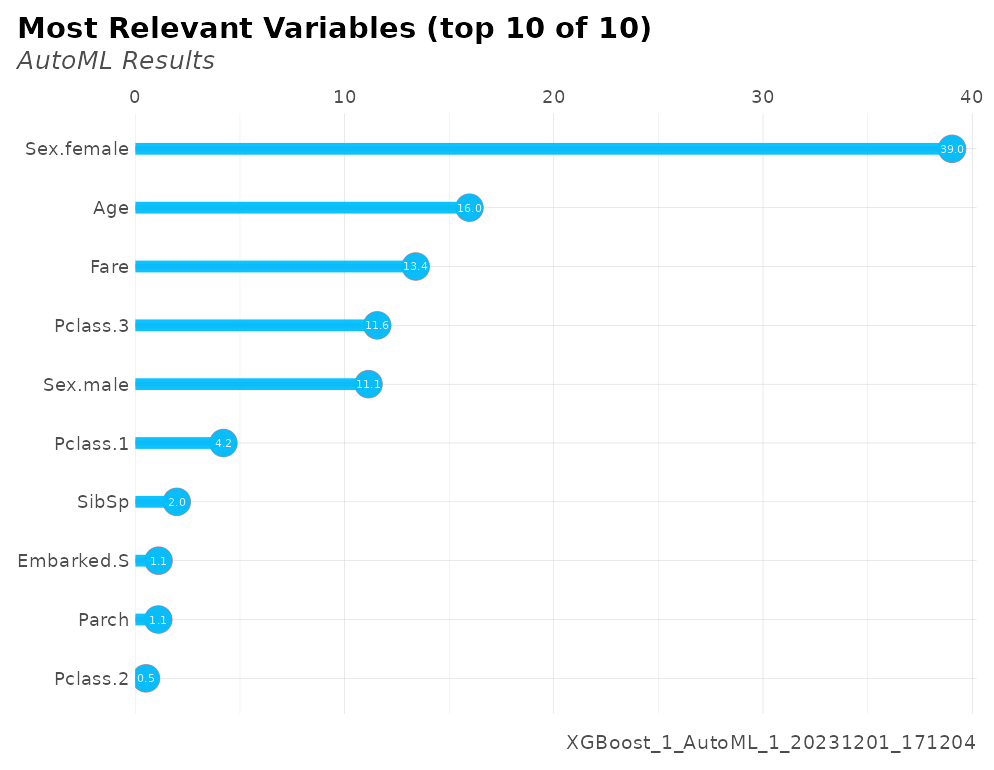 Most Relevant Variables (top 10 of 10)
AutoML Results
0 10 20 30 40
Sex.female 39.0
Age 16.0
Fare 13.4
Pclass.3 11.6
Sex.male 11.1
Pclass.1 4.2
SibSp 2.0
Embarked.S 1.1
Parch 1.1
Pclass.2 0.5
XGBoost_1_AutoML_1_20231201_171204